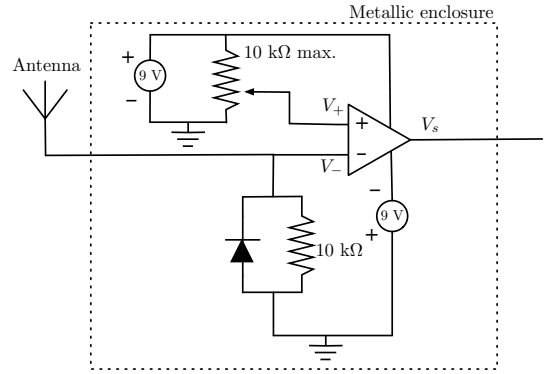 Metallic enclosure
Antenna
+
9 V
−
10 kΩ max.
V+
+
Vs
−
V−
−
9 V
+
10 kΩ